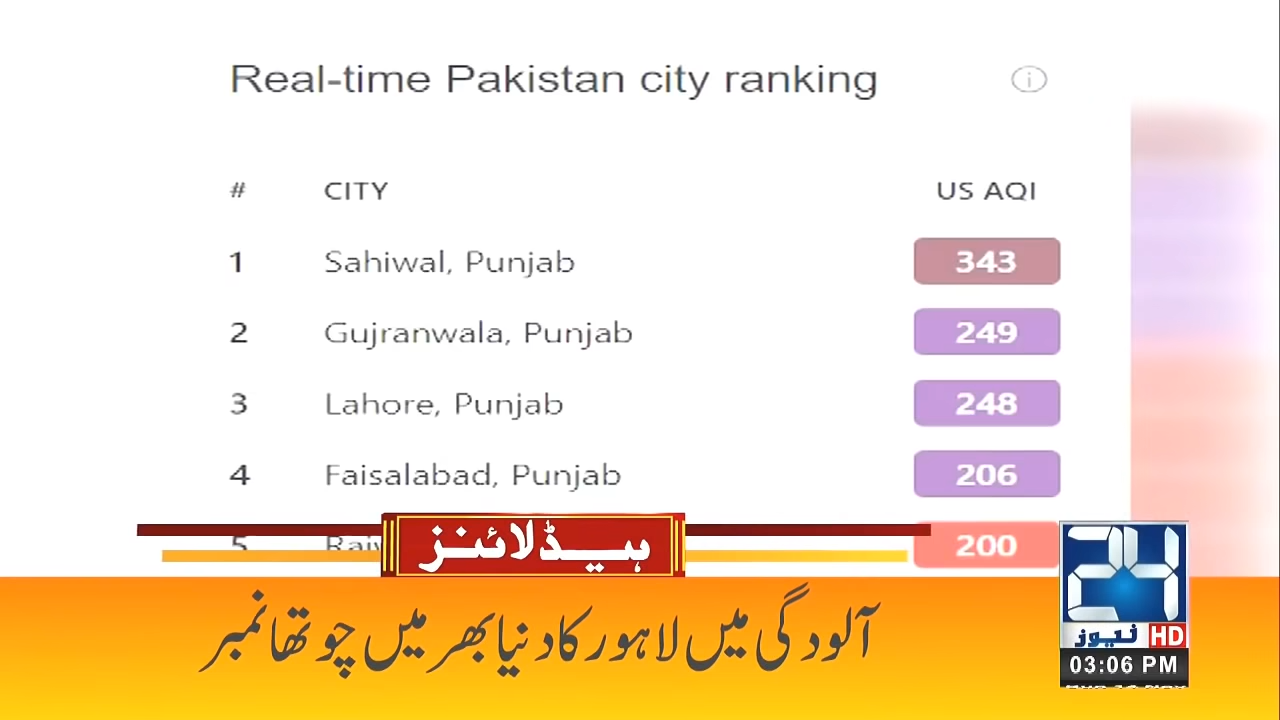 Real-time Pakistan city ranking
# CITY US AQI
1 Sahiwal, Punjab 343
2 Gujranwala, Punjab 249
3 Lahore, Punjab 248
4 Faisalabad, Punjab 206
5 200
ہیڈلائنز
آلودگی میں لاہور کا دنیا بھر میں چوتھا نمبر
24
نیوز HD
03:06 PM